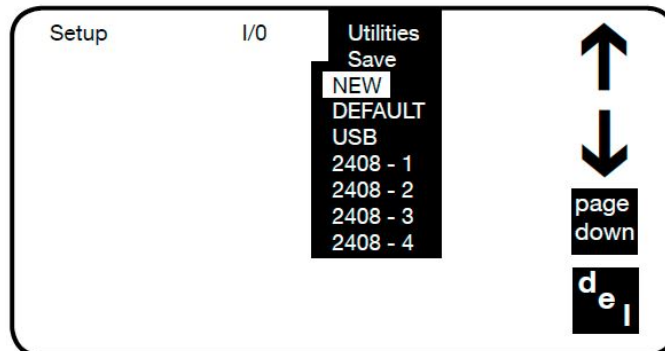 Setup I/0 Utilities
Save
NEW
DEFAULT
USB
2408 - 1
2408 - 2
2408 - 3
2408 - 4
page
down
del